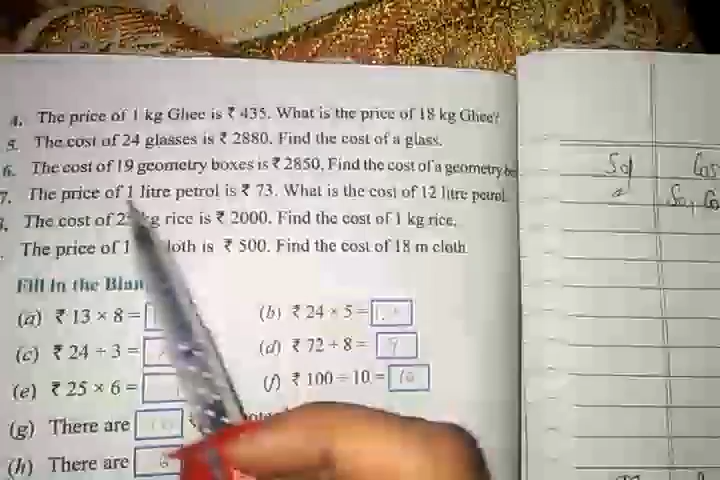 4. The price of 1 kg Ghee is ₹ 435. What is the price of 18 kg Ghee?
5. The cost of 24 glasses is ₹ 2880. Find the cost of a glass.
6. The cost of 19 geometry boxes is ₹ 2850. Find the cost of a geometry
7. The price of 1 litre petrol is ₹ 73. What is the cost of 12 litre petrol
The cost of kg rice is ₹ 2000. Find the cost of 1 kg rice.
The price of 1 is ₹ 500. Find the cost of 18 m cloth
Fill in the
(a) ₹ 13 × 8 =
(b) ₹ 24 × 5 =
(c) ₹ 24 ÷ 3 =
(d) ₹ 72 ÷ 8 = 9
(e) ₹ 25 × 6 =
(f) ₹ 100 ÷ 10 = 10
(g) There are
(h) There are